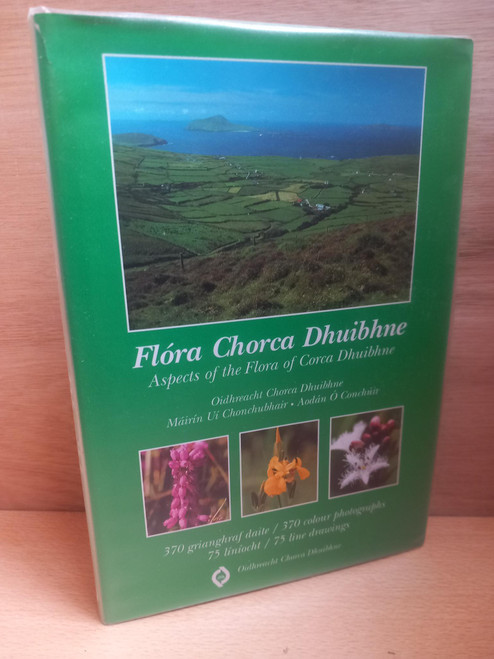 Flóra Chorca Dhuibhne
Aspects of the Flora of Corca Dhuibhne
Oidhreacht Chorca Dhuibhne
Máirín Uí Chonchubhair • Aodán Ó Conchúir
370 grianghraf daite / 370 colour photographs
75 líníocht / 75 line drawings
Oidhreacht Chorca Dhuibhne